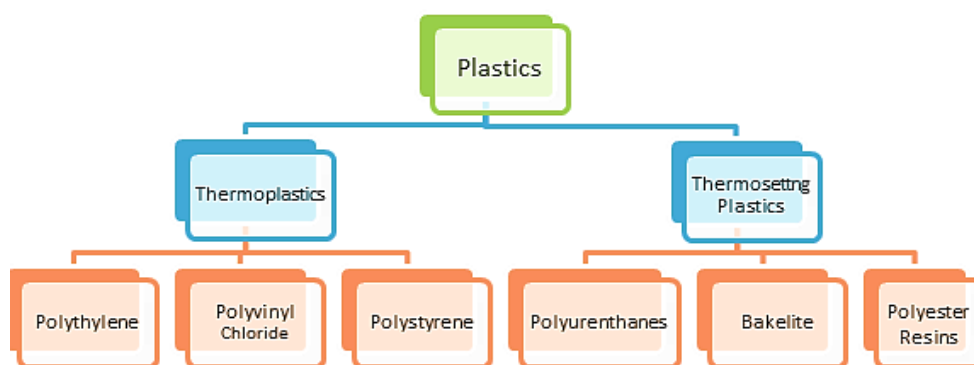 Plastics
Thermoplastics
Thermosettng
Plastics
Polythylene
Polyvinyl
Chloride
Polystyrene
Polyurenthanes
Bakelite
Polyester
Resins